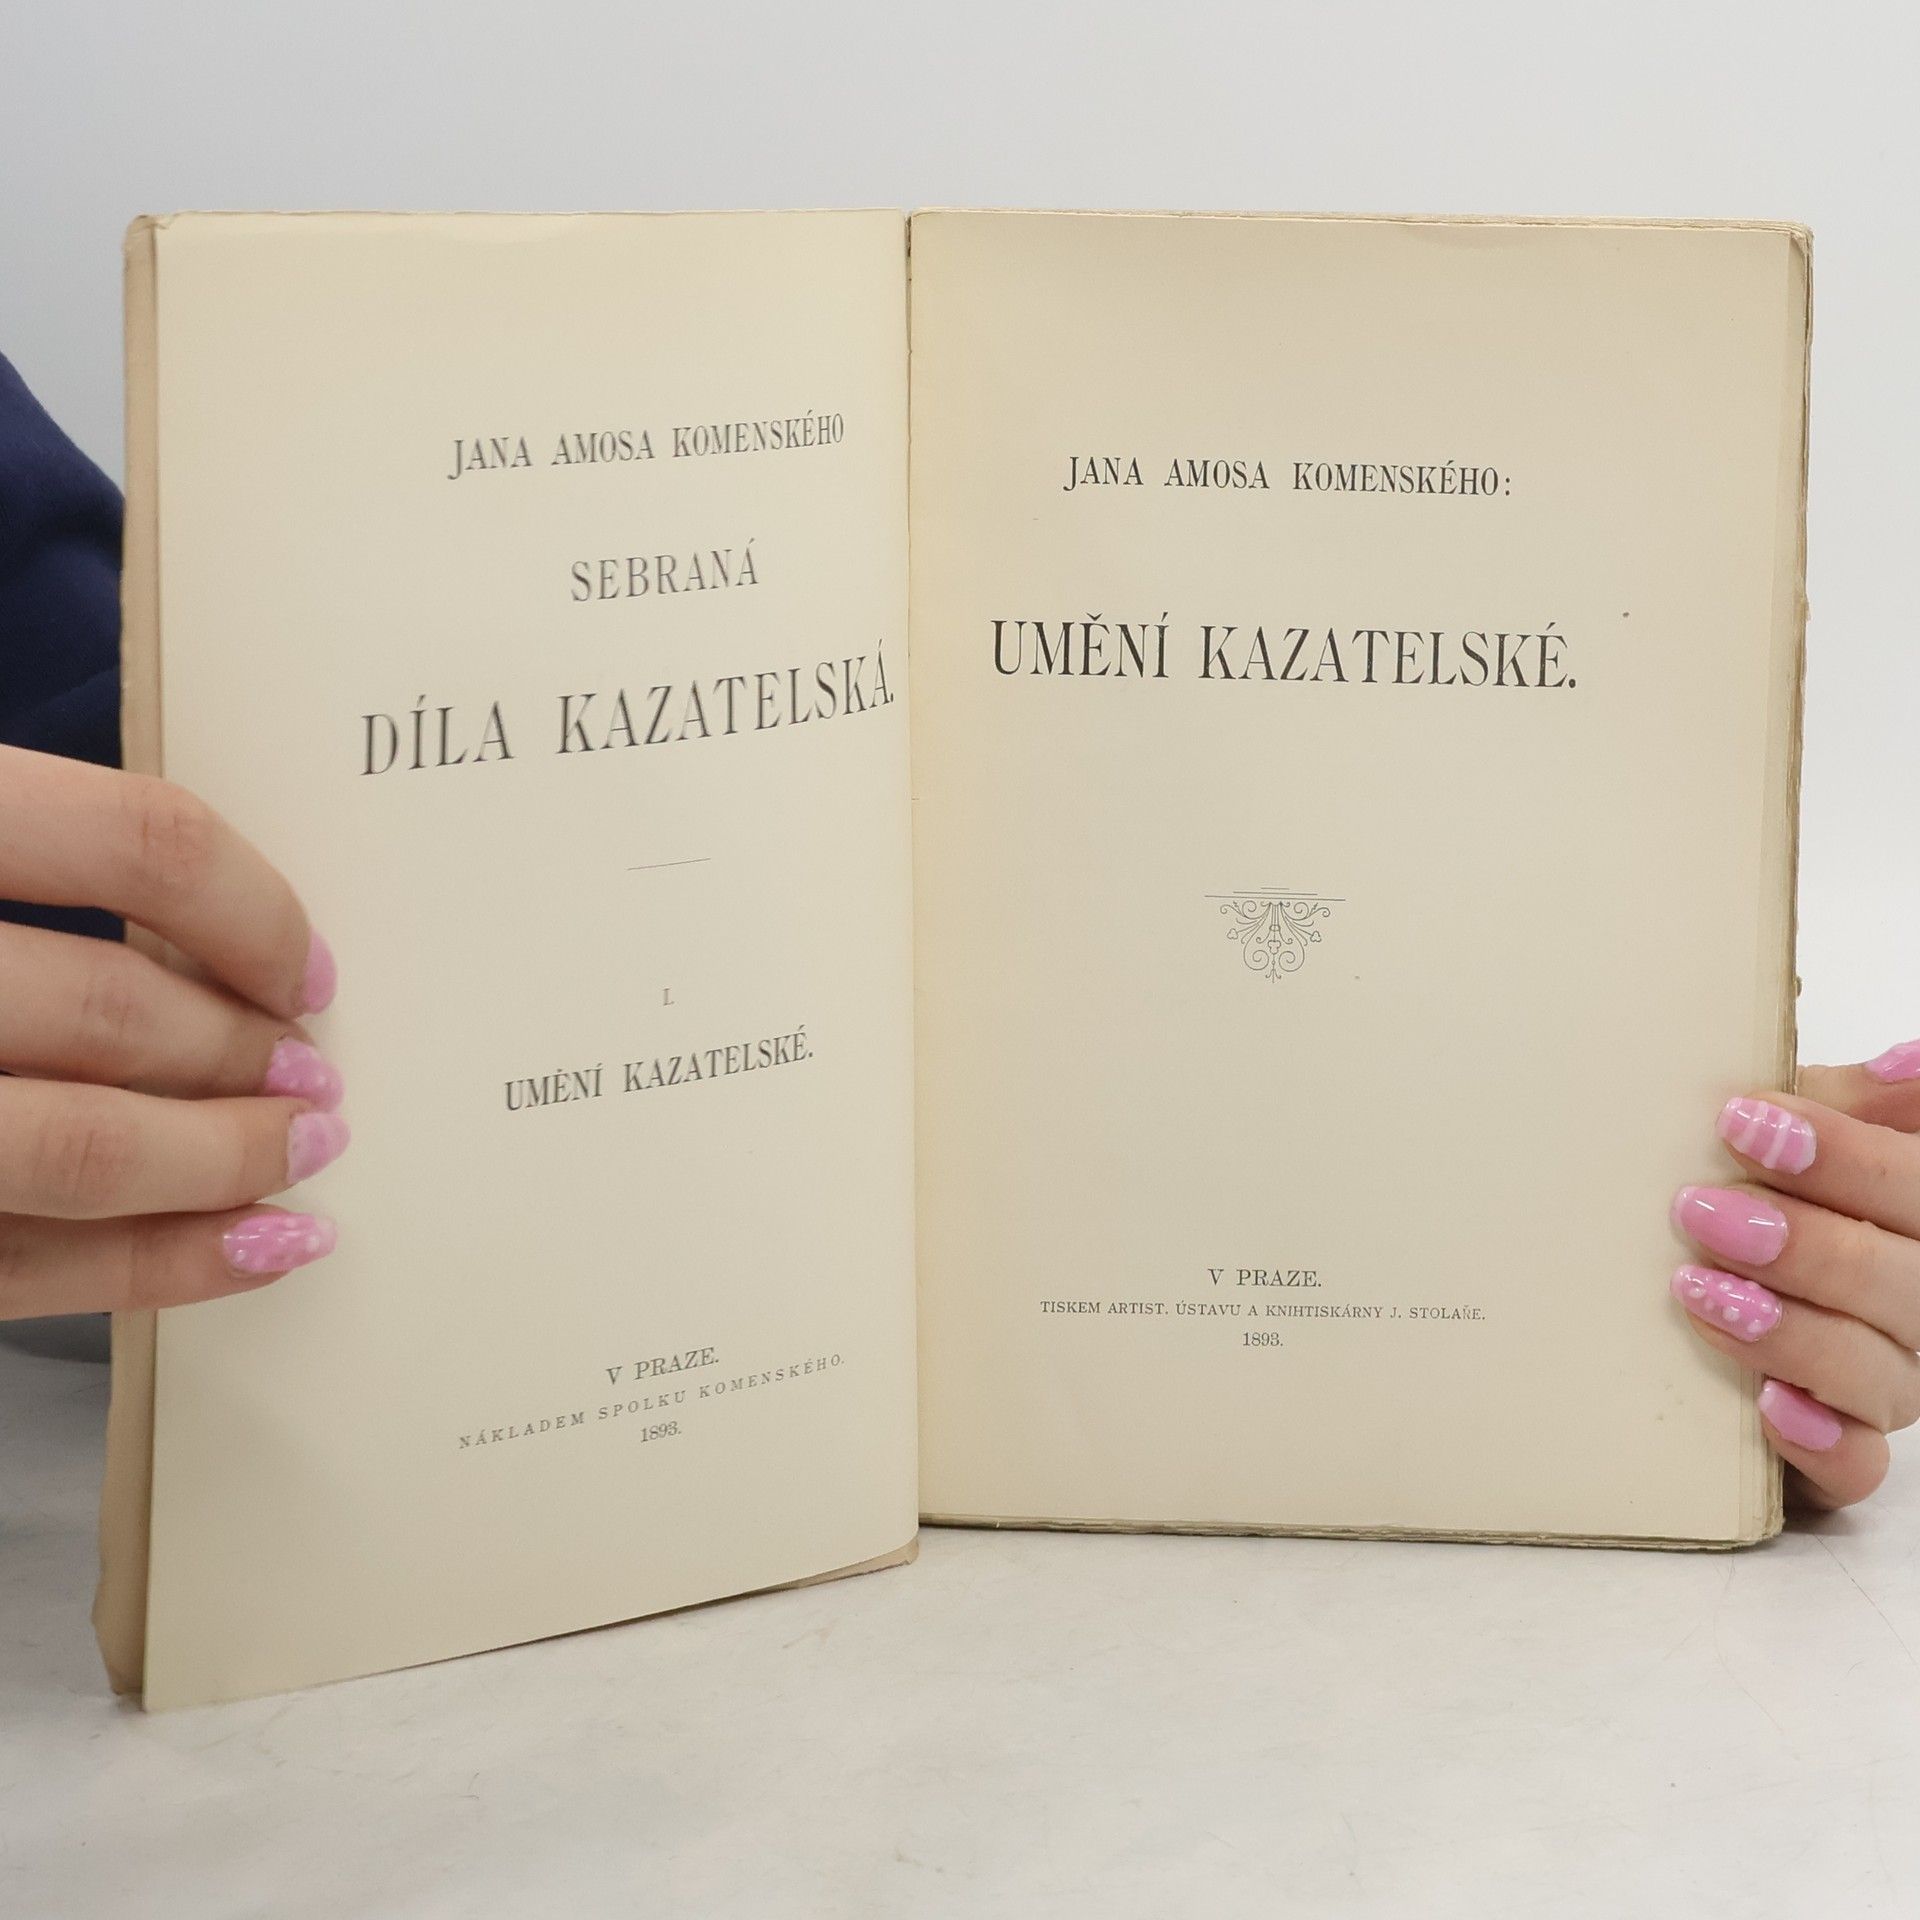 JANA AMOSA KOMENSKÉHO
SEBRANÁ
DÍLA KAZATELSKÁ.
I.
UMĚNÍ KAZATELSKÉ.
V PRAZE.
NÁKLADEM SPOLKU KOMENSKÉHO.
1893.
JANA AMOSA KOMENSKÉHO:
UMĚNÍ KAZATELSKÉ.
V PRAZE.
TISKEM ARTIST. ÚSTAVU A KNIHTISKÁRNY J. STOLAŘE.
1893.